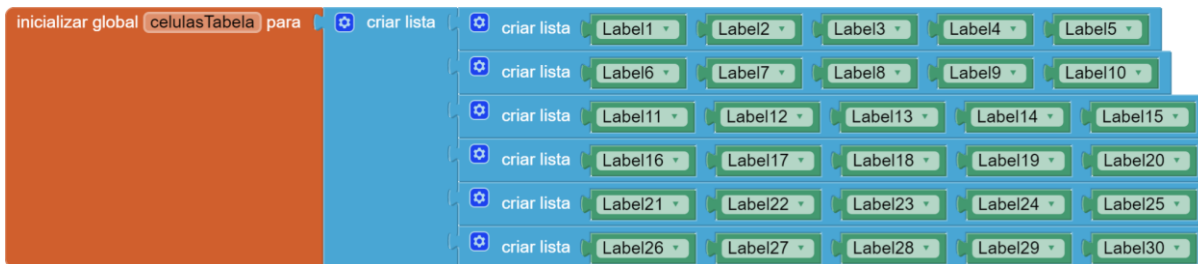 inicializar global celulasTabela para criar lista criar lista Label1 Label2 Label3 Label4 Label5
criar lista Label6 Label7 Label8 Label9 Label10
criar lista Label11 Label12 Label13 Label14 Label15
criar lista Label16 Label17 Label18 Label19 Label20
criar lista Label21 Label22 Label23 Label24 Label25
criar lista Label26 Label27 Label28 Label29 Label30